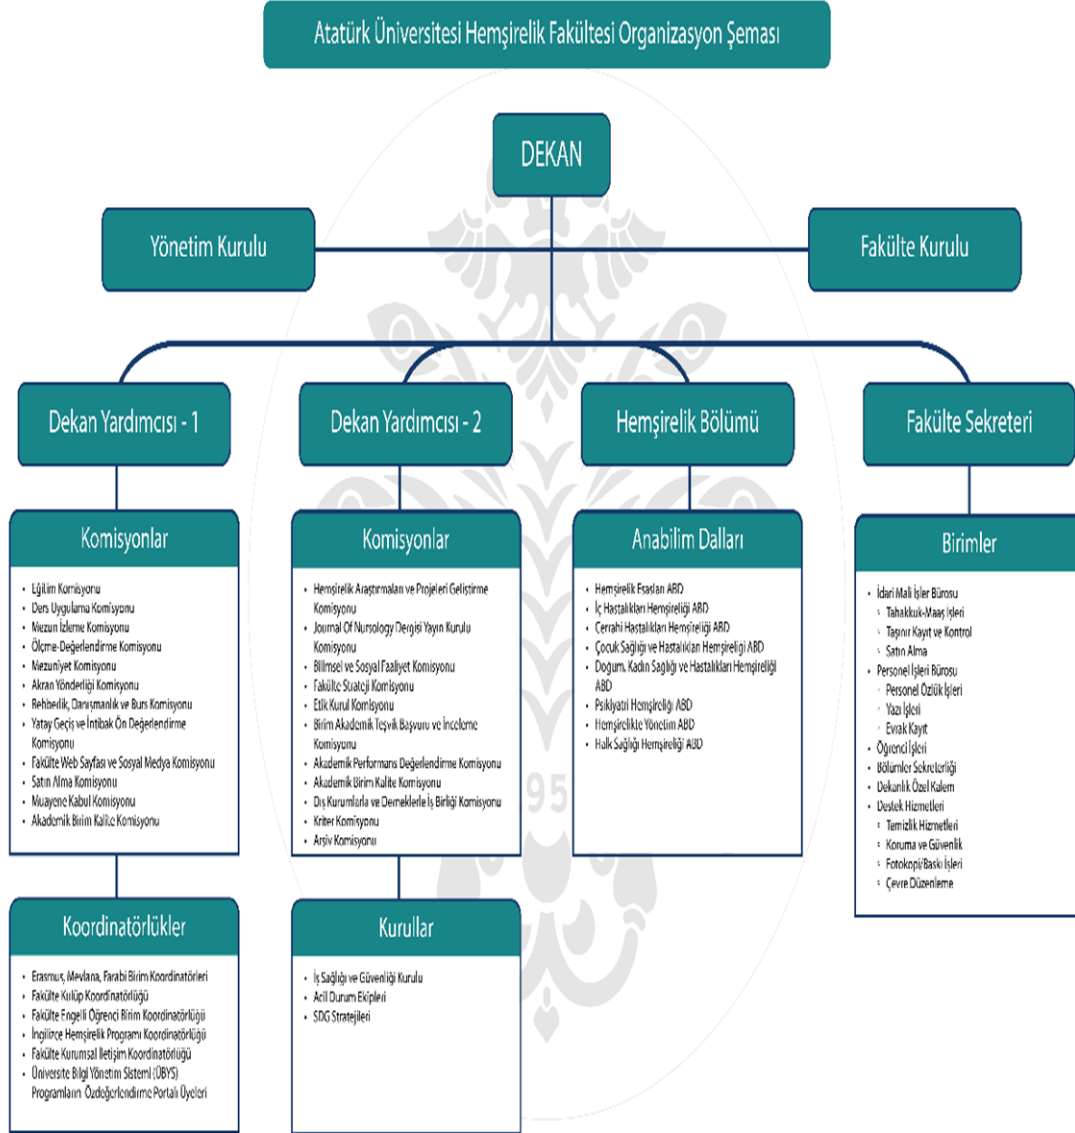 Atatürk Üniversitesi Hemşirelik Fakültesi Organizasyon Şeması
DEKAN
Yönetim Kurulu
Fakülte Kurulu
Dekan Yardımcısı - 1
Dekan Yardımcısı - 2
Hemşirelik Bölümü
Fakülte Sekreteri
Komisyonlar
• Eğitim Komisyonu
• Ders Uygulama Komisyonu
• Mezun İzleme Komisyonu
• Ölçme-Değerlendirme Komisyonu
• Mezuniyet Komisyonu
• Akran Yönderliği Komisyonu
• Rehberlik, Danışmanlık ve Burs Komisyonu
• Yatay Geçiş ve İntibak Ön Değerlendirme
Komisyonu
• Fakülte Web Sayfası ve Sosyal Medya Komisyonu
• Satın Alma Komisyonu
• Muayene Kabul Komisyonu
• Akademik Birim Kalite Komisyonu
Koordinatörlükler
• Erasmus, Mevlana, Farabi Birim Koordinatörleri
• Fakülte Kulüp Koordinatörlüğü
• Fakülte Engelli Öğrenci Birim Koordinatörlüğü
• İngilizce Hemşirelik Programı Koordinatörlüğü
• Fakülte Kurumsal İletişim Koordinatörlüğü
• Üniversite Bilgi Yönetim Sistemi (ÜBYS)
Programların Özdeğerlendirme Portalı Üyeleri
Komisyonlar
• Hemşirelik Araştırmaları ve Projeleri Geliştirme
Komisyonu
• Journal Of Nursology Dergisi Yayın Kurulu
Komisyonu
• Bilimsel ve Sosyal Faaliyet Komisyonu
• Fakülte Strateji Komisyonu
• Etik Kurul Komisyonu
• Birim Akademik Teşvik Başvuru ve İnceleme
Komisyonu
• Akademik Performans Değerlendirme Komisyonu
• Akademik Birim Kalite Komisyonu
• Dış Kurumlarla ve Derneklerle İş Birliği Komisyonu
• Kriter Komisyonu
• Arşiv Komisyonu
Kurullar
• İş Sağlığı ve Güvenliği Kurulu
• Acil Durum Ekipleri
• SDG Stratejileri
Anabilim Dalları
• Hemşirelik Esasları ABD
• İç Hastalıkları Hemşireliği ABD
• Cerrahi Hastalıkları Hemşireliği ABD
• Çocuk Sağlığı ve Hastalıkları Hemşireliği ABD
• Doğum, Kadın Sağlığı ve Hastalıkları Hemşireliği
ABD
• Psikiyatri Hemşireliği ABD
• Hemşirelikte Yönetim ABD
• Halk Sağlığı Hemşireliği ABD
95
Birimler
• İdari Mali İşler Bürosu
◦ Tahakkuk-Maaş İşleri
◦ Taşınır Kayıt ve Kontrol
◦ Satın Alma
• Personel İşleri Bürosu
◦ Personel Özlük İşleri
◦ Yazı İşleri
◦ Evrak Kayıt
• Öğrenci İşleri
• Bölümler Sekreterliği
• Dekanlık Özel Kalem
• Destek Hizmetleri
◦ Temizlik Hizmetleri
◦ Koruma ve Güvenlik
◦ Fotokopi/Baskı İşleri
◦ Çevre Düzenleme